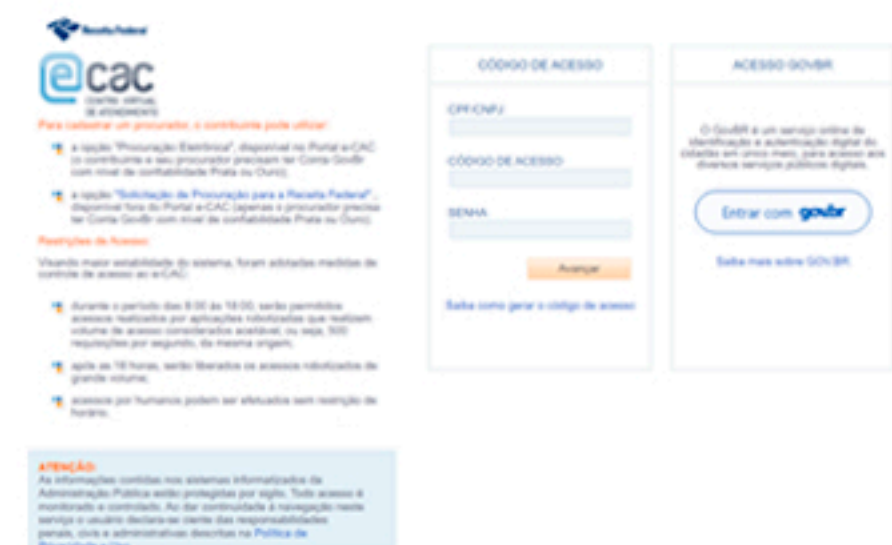 Receita Federal
e cac
CENTRO VIRTUAL
DE ATENDIMENTO
Para cadastrar um procurador, o contribuinte pode utilizar:
a opção "Procuração Eletrônica", disponível no Portal e-CAC
(o contribuinte e seu procurador precisam ter Conta GovBr
com nível de confiabilidade Prata ou Ouro);
a opção "Solicitação de Procuração para a Receita Federal",
disponível fora do Portal e-CAC (apenas o procurador precisa
ter Conta GovBr com nível de confiabilidade Prata ou Ouro).
Restrições de Acesso:
Visando maior estabilidade do sistema, foram adotadas medidas de
controle de acesso ao e-CAC:
durante o período das 8:00 às 18:00, serão permitidos
acessos realizados por aplicações robotizadas que realizem
volume de acesso considerados aceitável, ou seja, 500
requisições por segundo, da mesma origem;
após as 18 horas, serão liberados os acessos robotizados de
grande volume;
acessos por humanos podem ser efetuados sem restrição de
horário.
ATENÇÃO:
As informações contidas nos sistemas informatizados da
Administração Pública estão protegidas por sigilo. Todo acesso é
monitorado e controlado. Ao dar continuidade à navegação neste
serviço o usuário declara-se ciente das responsabilidades
penais, civis e administrativas descritas na Política de
Privacidade e Uso.
CÓDIGO DE ACESSO
CPF/CNPJ
CÓDIGO DE ACESSO
SENHA
Avançar
Saiba como gerar o código de acesso
ACESSO GOVBR
O GovBR é um serviço online de
identificação e autenticação digital do
cidadão em único meio, para acesso aos
diversos serviços públicos digitais.
Entrar com govbr
Saiba mais sobre GOV.BR